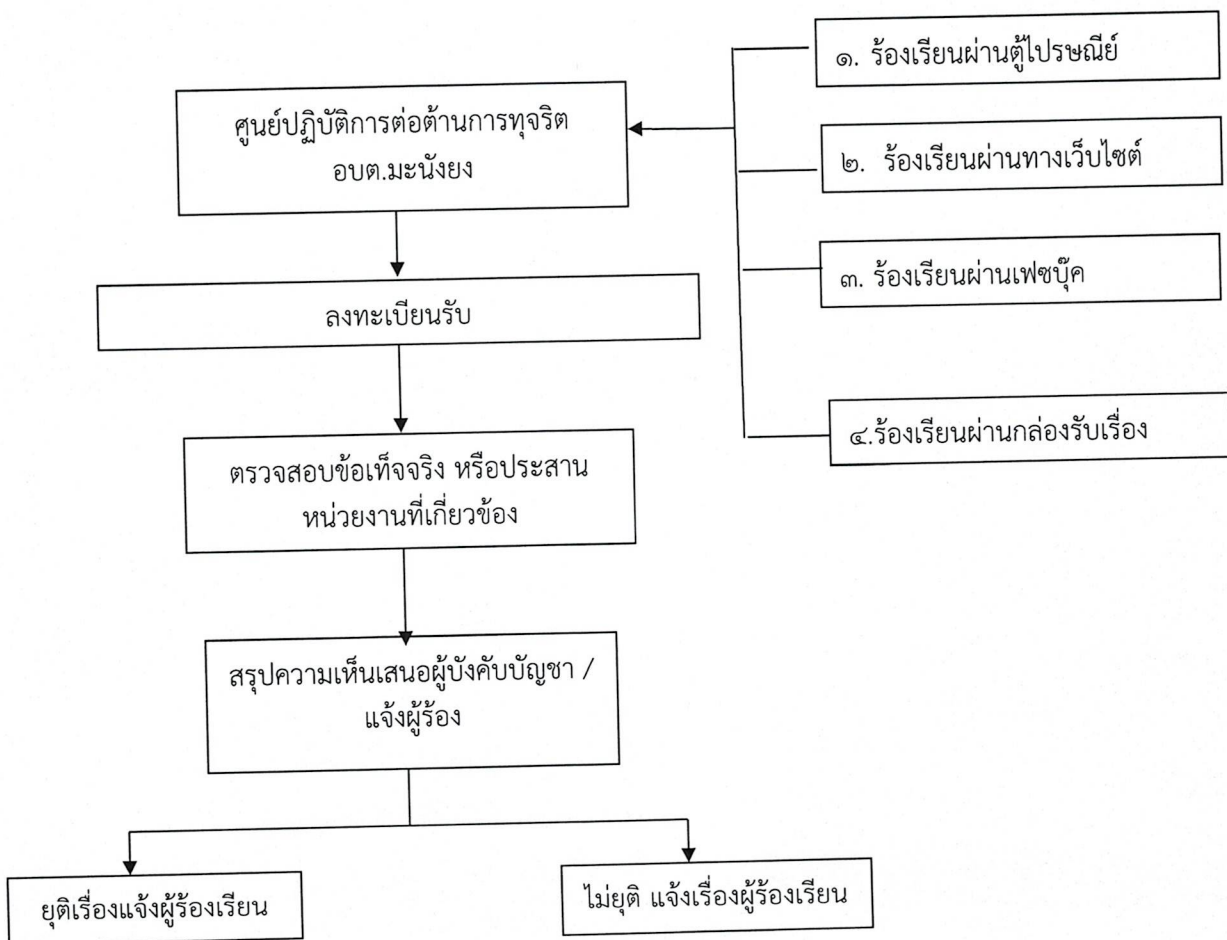 ๑. ร้องเรียนผ่านตู้ไปรษณีย์
ศูนย์ปฏิบัติการต่อต้านการทุจริต
อบต.มะนังยง
๒. ร้องเรียนผ่านทางเว็บไซต์
๓. ร้องเรียนผ่านเฟซบุ๊ค
ลงทะเบียนรับ
๔.ร้องเรียนผ่านกล่องรับเรื่อง
ตรวจสอบข้อเท็จจริง หรือประสาน
หน่วยงานที่เกี่ยวข้อง
สรุปความเห็นเสนอผู้บังคับบัญชา /
แจ้งผู้ร้อง
ยุติเรื่องแจ้งผู้ร้องเรียน
ไม่ยุติ แจ้งเรื่องผู้ร้องเรียน